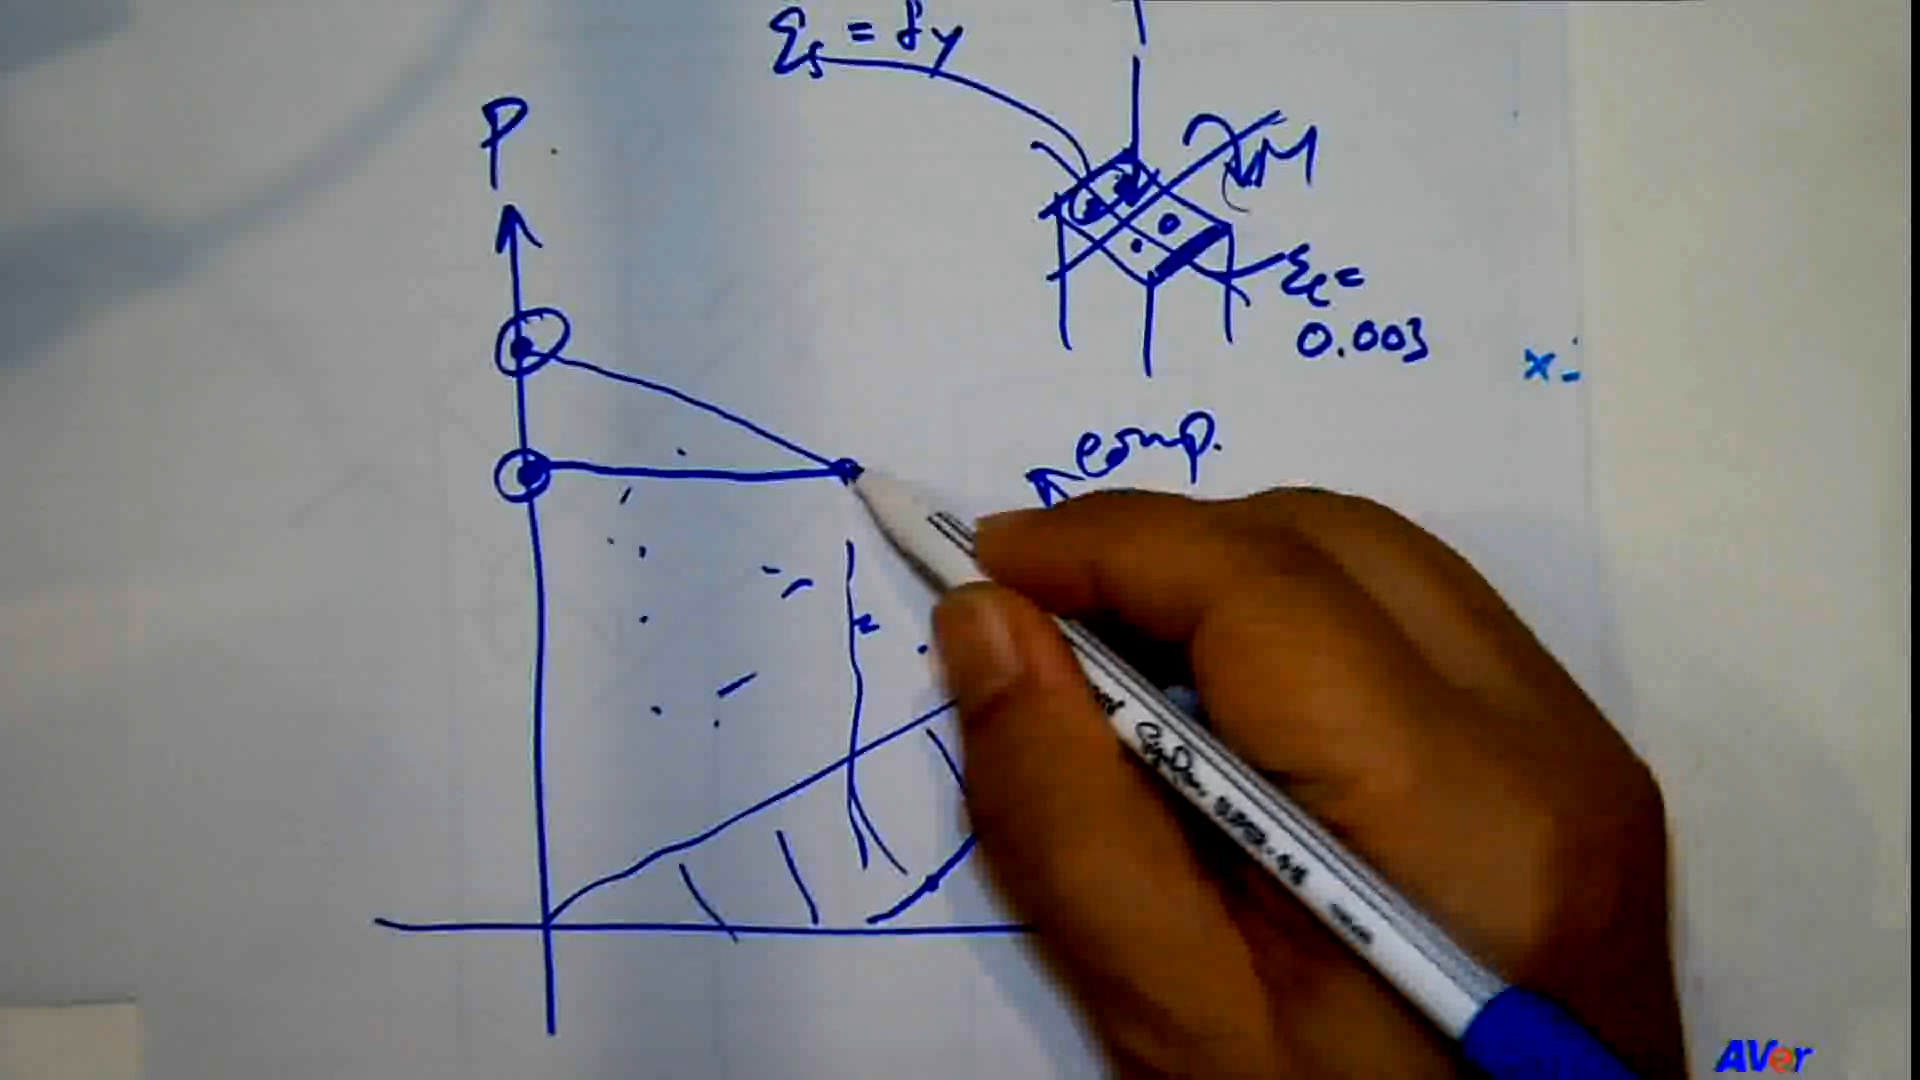 εs = fy
P
M
εc =
0.003
x -
comp.
AVer